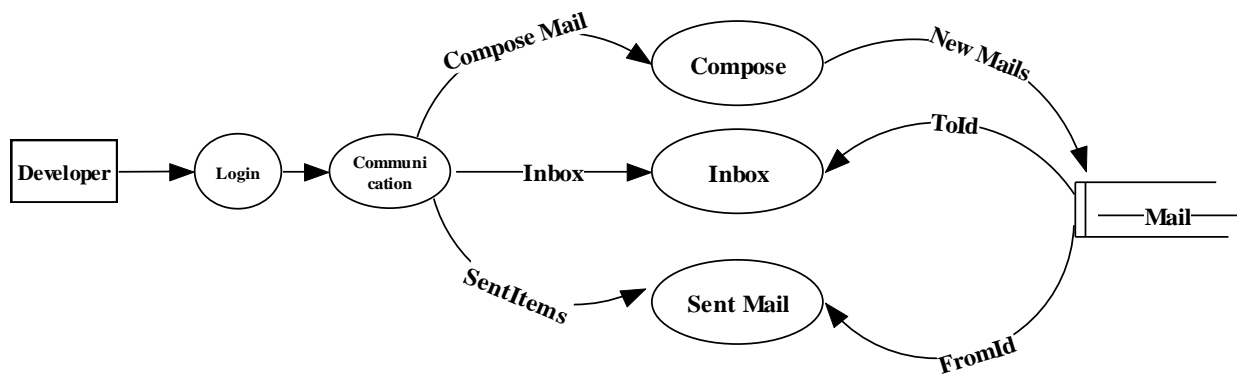 Compose Mail
New Mails
Compose
ToId
Developer
Login
Communi
cation
Inbox
Inbox
Mail
SentItems
Sent Mail
FromId